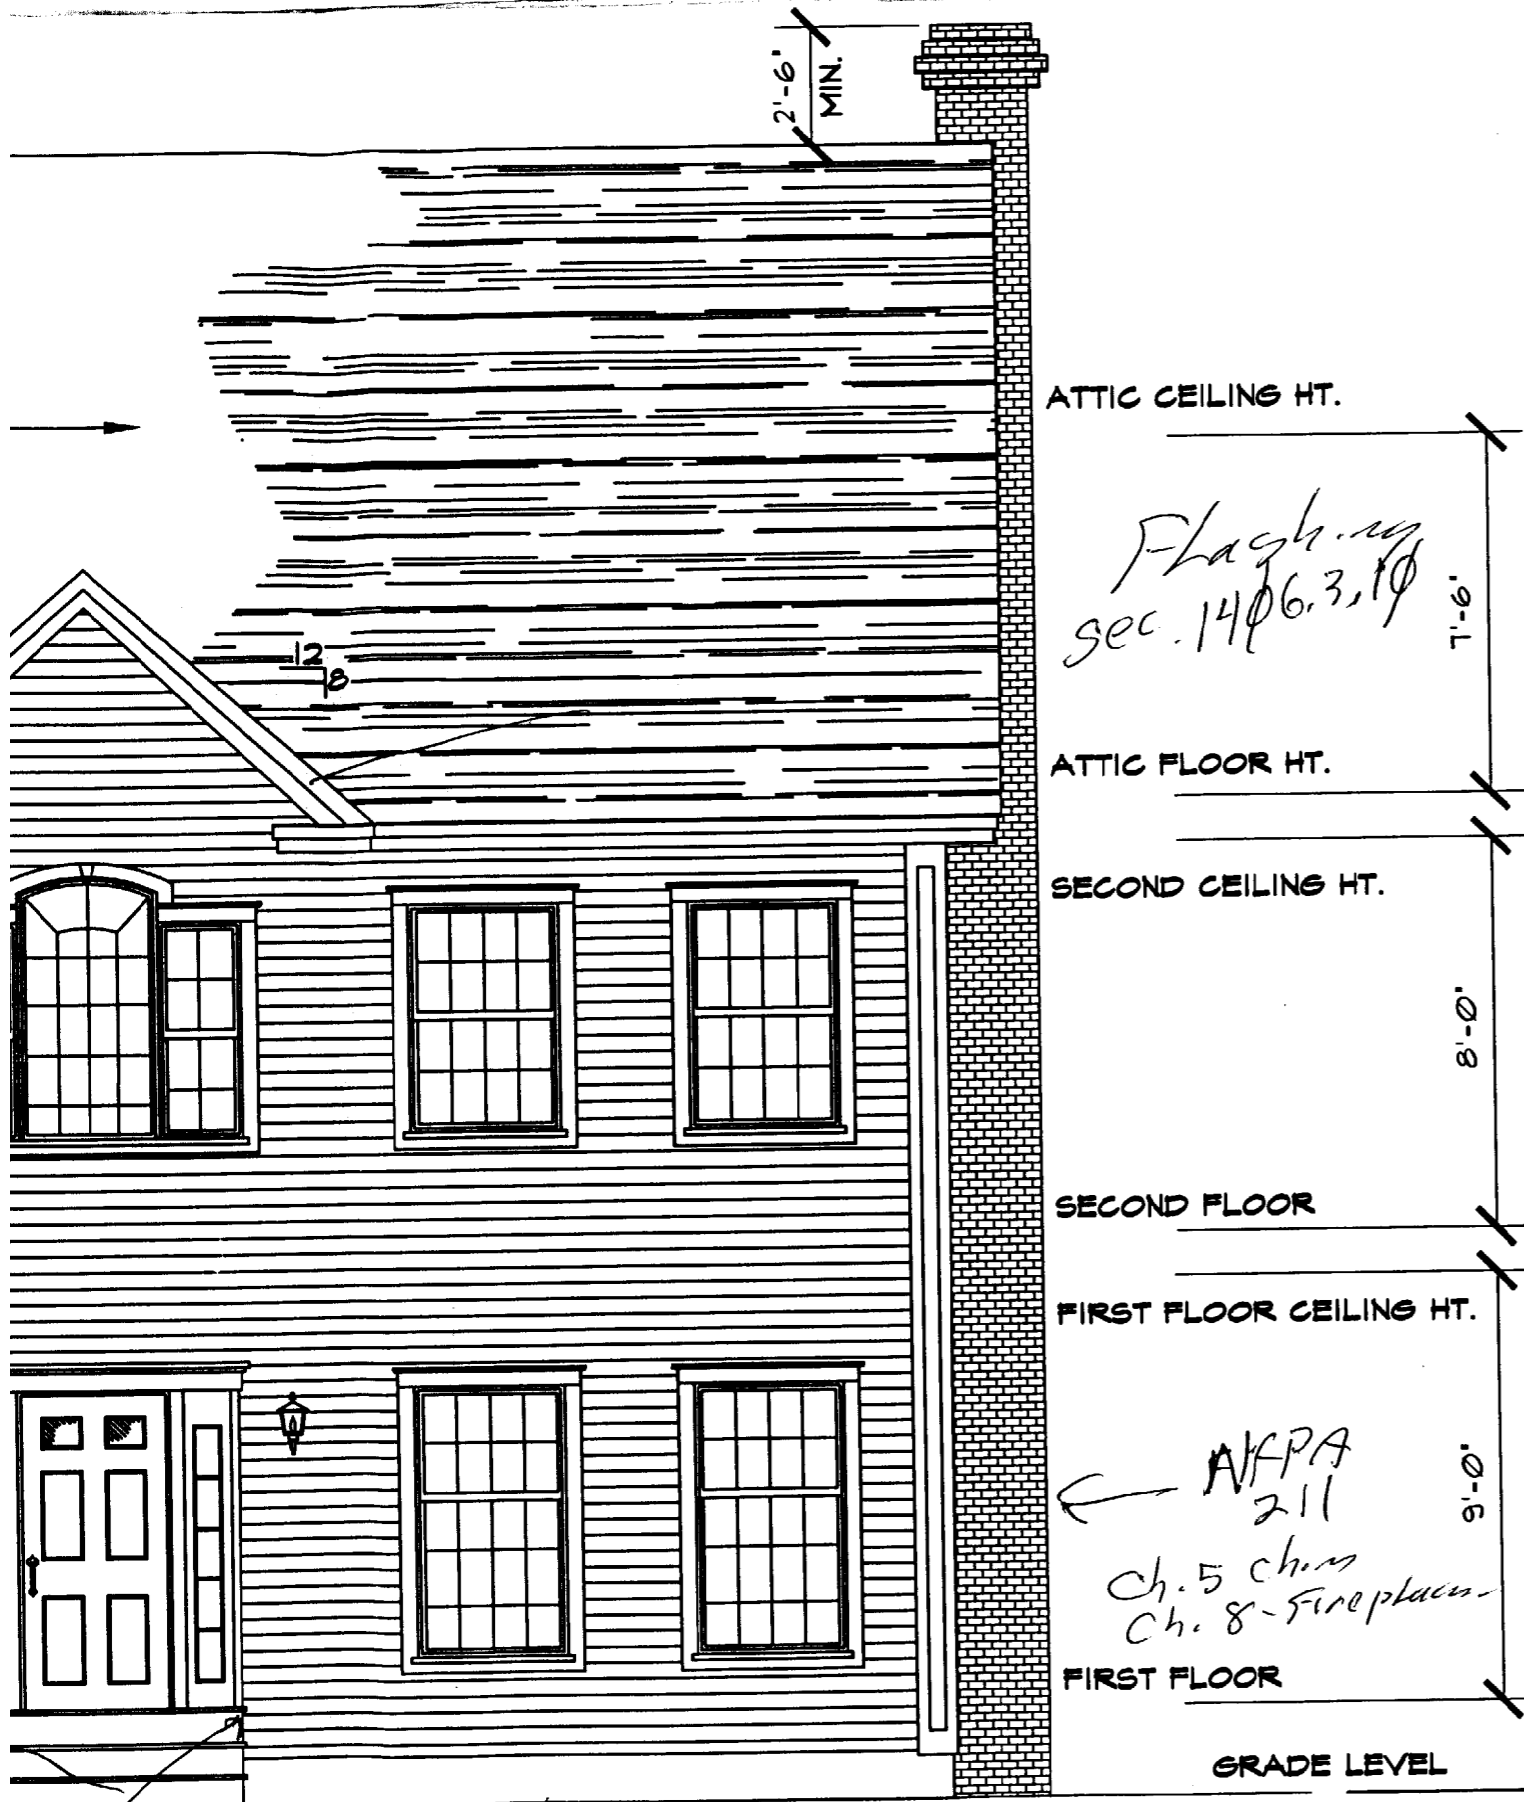 2'-6"
MIN.
ATTIC CEILING HT.
Flashing
sec. 1406.3.10
7'-6"
12
8
ATTIC FLOOR HT.
SECOND CEILING HT.
8'-0"
SECOND FLOOR
FIRST FLOOR CEILING HT.
NFPA
211
9'-0"
Ch. 5 Chim
Ch. 8 - Fireplaces
FIRST FLOOR
GRADE LEVEL